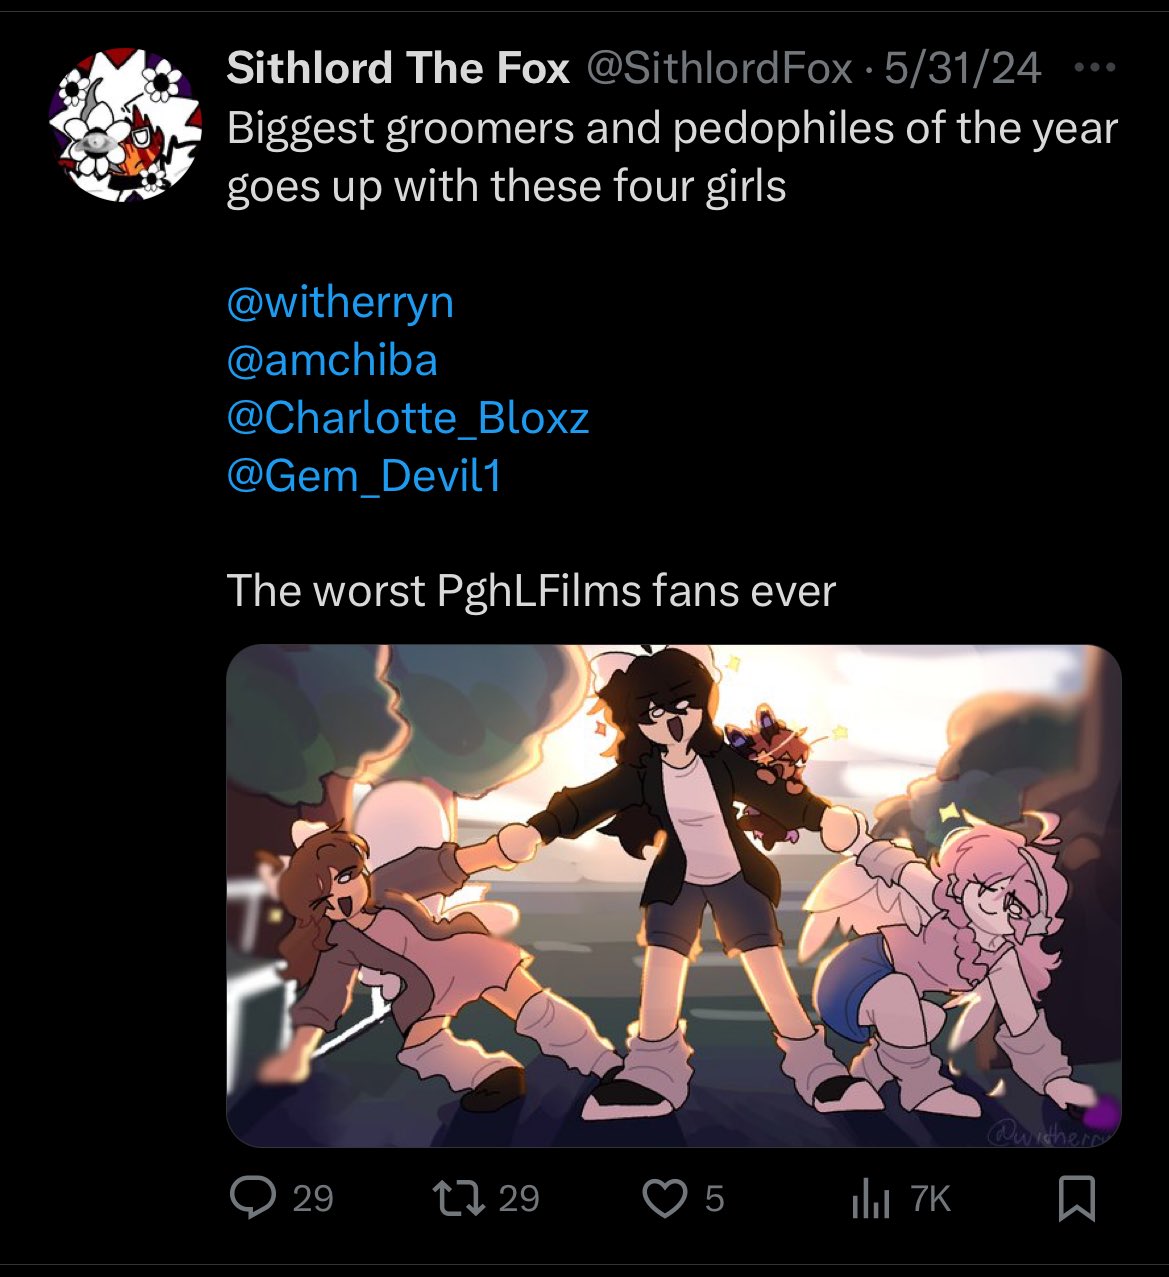 Sithlord The Fox @SithlordFox · 5/31/24
Biggest groomers and pedophiles of the year
goes up with these four girls
@witherryn
@amchiba
@Charlotte_Bloxz
@Gem_Devil1
The worst PghLFilms fans ever
29 29 5 7K